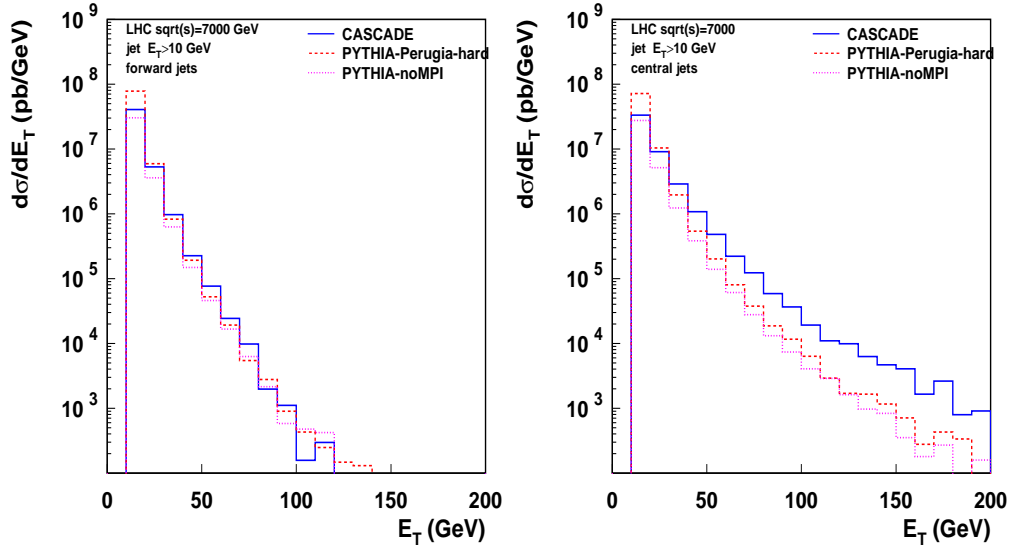 dσ/dE_T (pb/GeV)
10^9
10^8
10^7
10^6
10^5
10^4
10^3
LHC sqrt(s)=7000 GeV
jet E_T>10 GeV
forward jets
CASCADE
PYTHIA-Perugia-hard
PYTHIA-noMPI
0 50 100 150 200
E_T (GeV)
dσ/dE_T (pb/GeV)
10^9
10^8
10^7
10^6
10^5
10^4
10^3
LHC sqrt(s)=7000
jet E_T>10 GeV
central jets
CASCADE
PYTHIA-Perugia-hard
PYTHIA-noMPI
0 50 100 150 200
E_T (GeV)